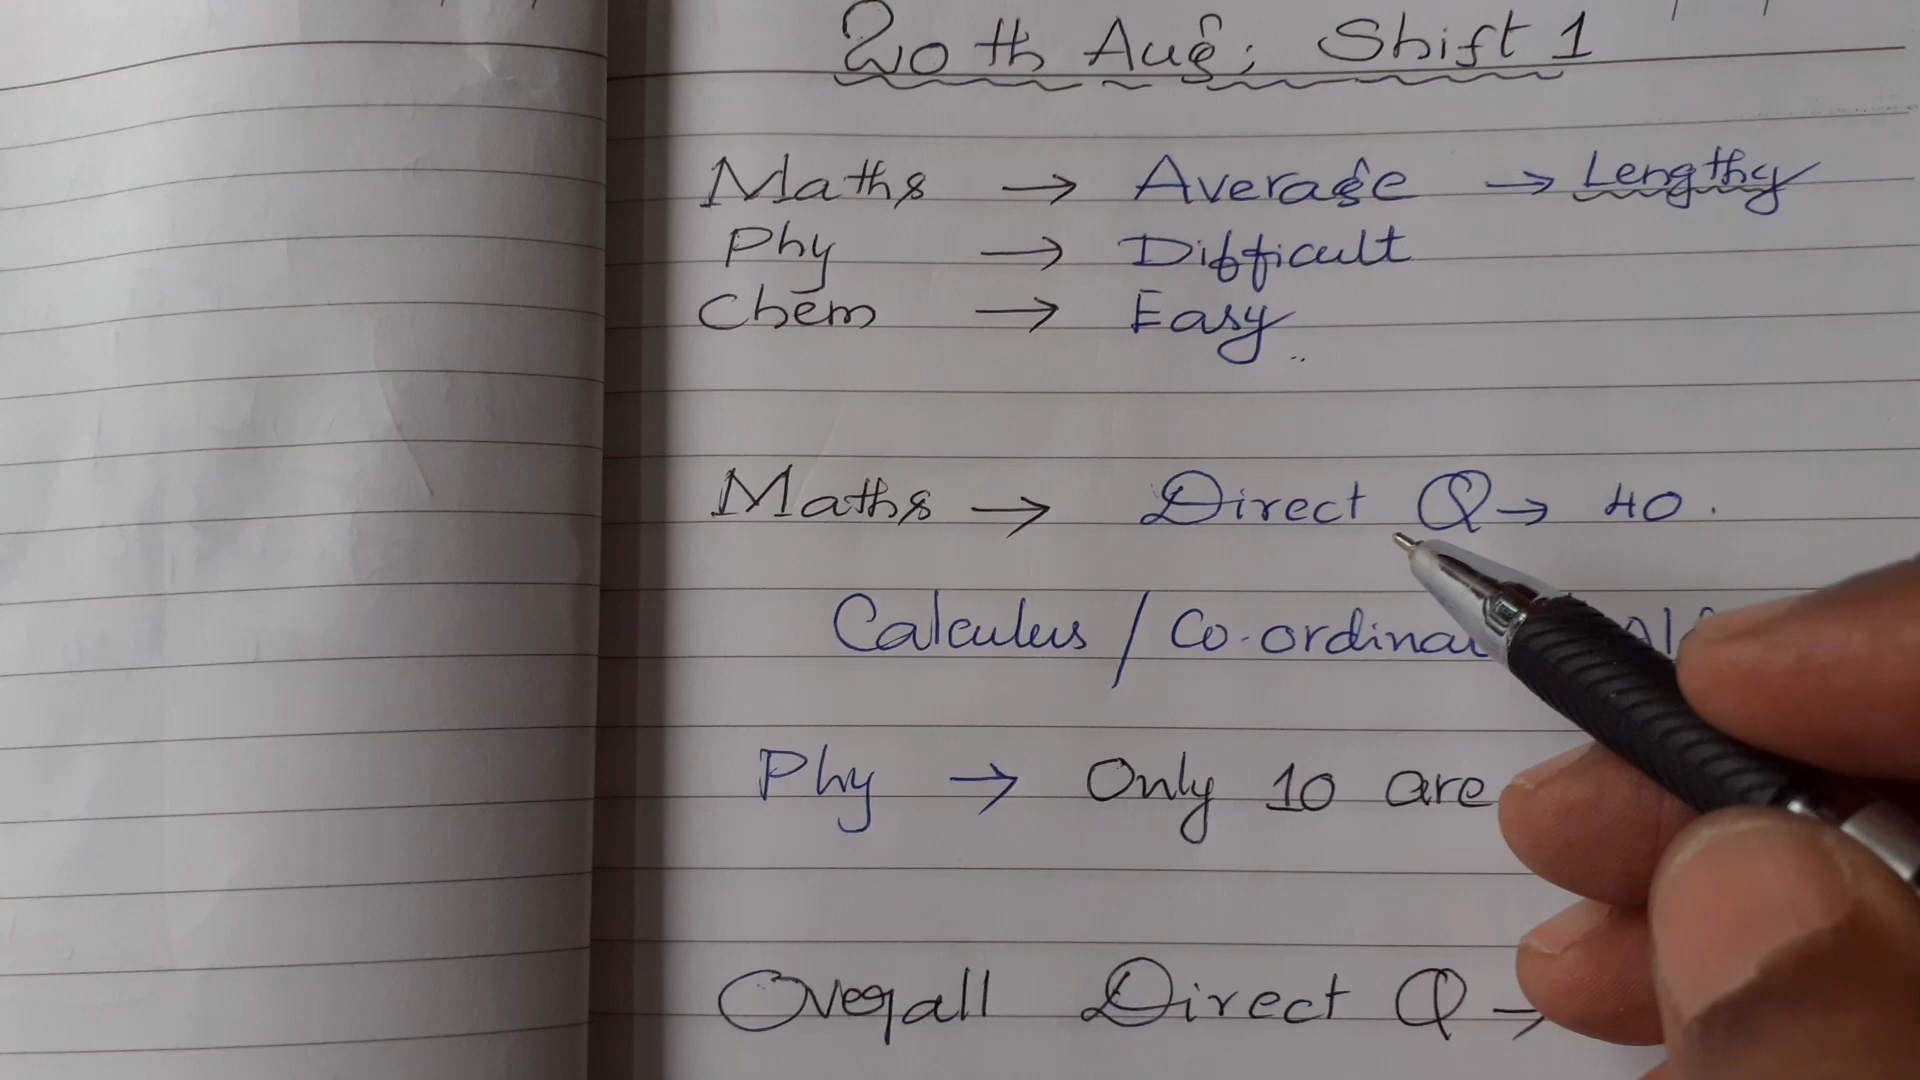 20th Aug; Shift 1
Maths → Average → Lengthy
Phy → Difficult
Chem → Easy
Maths → Direct Q → 40.
Calculus / Co-ordina
Phy → Only 10 are
Overall Direct Q →